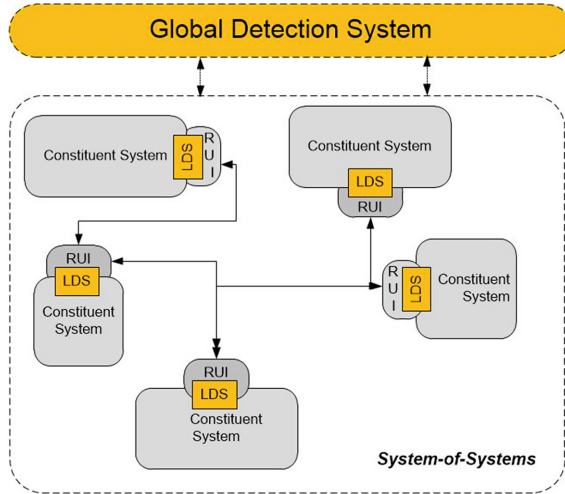 Global Detection System
Constituent System
LDS
RUI
Constituent System
LDS
RUI
RUI
LDS
Constituent
System
RUI
LDS
Constituent
System
RUI
LDS
Constituent
System
System-of-Systems